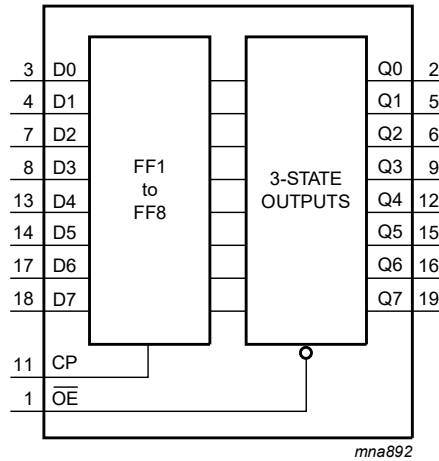 3 D0 Q0 2
4 D1 Q1 5
7 D2 Q2 6
8 D3 Q3 9
13 D4 Q4 12
14 D5 Q5 15
17 D6 Q6 16
18 D7 Q7 19
FF1
to
FF8
3-STATE
OUTPUTS
11 CP
1 O̅E̅
mna892